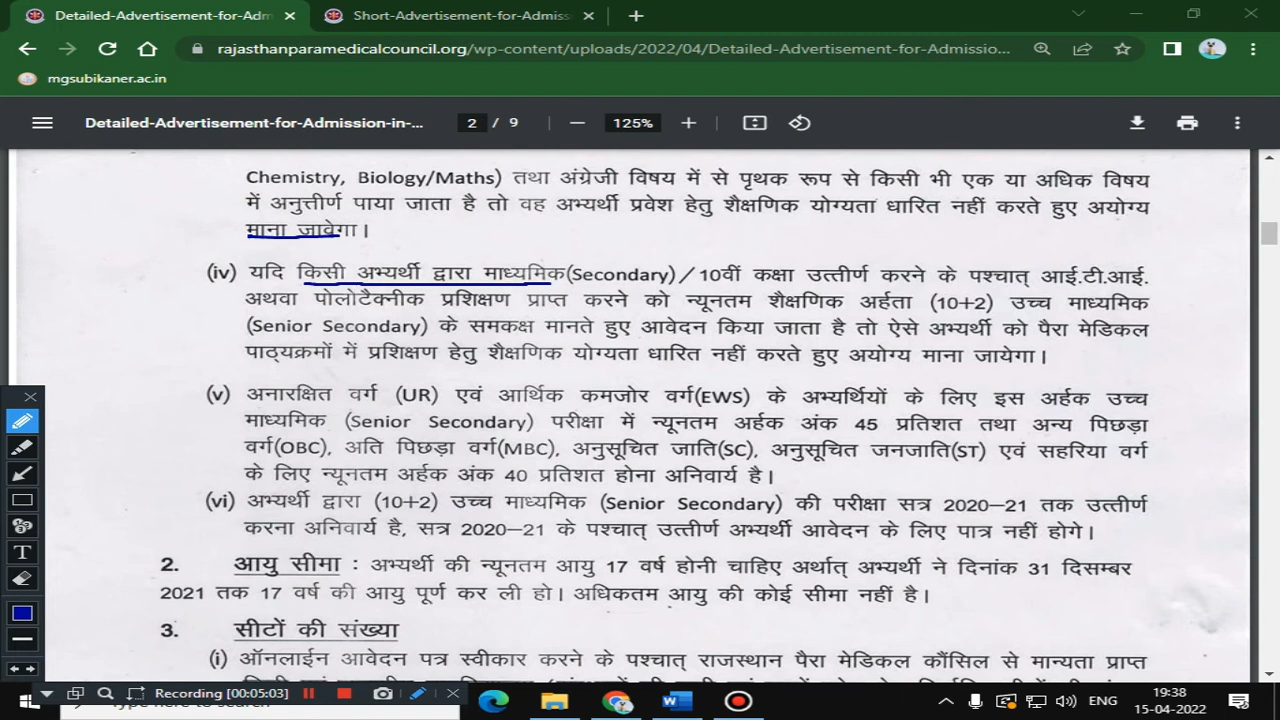 Detailed-Advertisement-for-Adm
Short-Advertisement-for-Admiss
rajasthanparamedicalcouncil.org/wp-content/uploads/2022/04/Detailed-Advertisement-for-Admissio...
mgsubikaner.ac.in
Detailed-Advertisement-for-Admission-in-...
2 / 9
125%
Chemistry, Biology/Maths) तथा अंग्रेजी विषय में से पृथक रूप से किसी भी एक या अधिक विषय
में अनुत्तीर्ण पाया जाता है तो वह अभ्यर्थी प्रवेश हेतु शैक्षणिक योग्यता धारित नहीं करते हुए अयोग्य
माना जावेगा।
(iv) यदि किसी अभ्यर्थी द्वारा माध्यमिक(Secondary)/10वीं कक्षा उत्तीर्ण करने के पश्चात् आई.टी.आई.
अथवा पोलोटैक्नीक प्रशिक्षण प्राप्त करने को न्यूनतम शैक्षणिक अर्हता (10+2) उच्च माध्यमिक
(Senior Secondary) के समकक्ष मानते हुए आवेदन किया जाता है तो ऐसे अभ्यर्थी को पैरा मेडिकल
पाठ्यक्रमों में प्रशिक्षण हेतु शैक्षणिक योग्यता धारित नहीं करते हुए अयोग्य माना जायेगा।
(v) अनारक्षित वर्ग (UR) एवं आर्थिक कमजोर वर्ग(EWS) के अभ्यर्थियों के लिए इस अर्हक उच्च
माध्यमिक (Senior Secondary) परीक्षा में न्यूनतम अर्हक अंक 45 प्रतिशत तथा अन्य पिछड़ा
वर्ग(OBC), अति पिछड़ा वर्ग(MBC), अनुसूचित जाति(SC), अनुसूचित जनजाति(ST) एवं सहरिया वर्ग
के लिए न्यूनतम अर्हक अंक 40 प्रतिशत होना अनिवार्य है।
(vi) अभ्यर्थी द्वारा (10+2) उच्च माध्यमिक (Senior Secondary) की परीक्षा सत्र 2020–21 तक उत्तीर्ण
करना अनिवार्य है, सत्र 2020–21 के पश्चात् उत्तीर्ण अभ्यर्थी आवेदन के लिए पात्र नहीं होगे।
2. आयु सीमा : अभ्यर्थी की न्यूनतम आयु 17 वर्ष होनी चाहिए अर्थात् अभ्यर्थी ने दिनांक 31 दिसम्बर
2021 तक 17 वर्ष की आयु पूर्ण कर ली हो। अधिकतम आयु की कोई सीमा नहीं है।
3. सीटों की संख्या
(i) ऑनलाईन आवेदन पत्र स्वीकार करने के पश्चात् राजस्थान पैरा मेडिकल कौंसिल से मान्यता प्राप्त
Recording [00:05:03]
ENG
19:38
15-04-2022